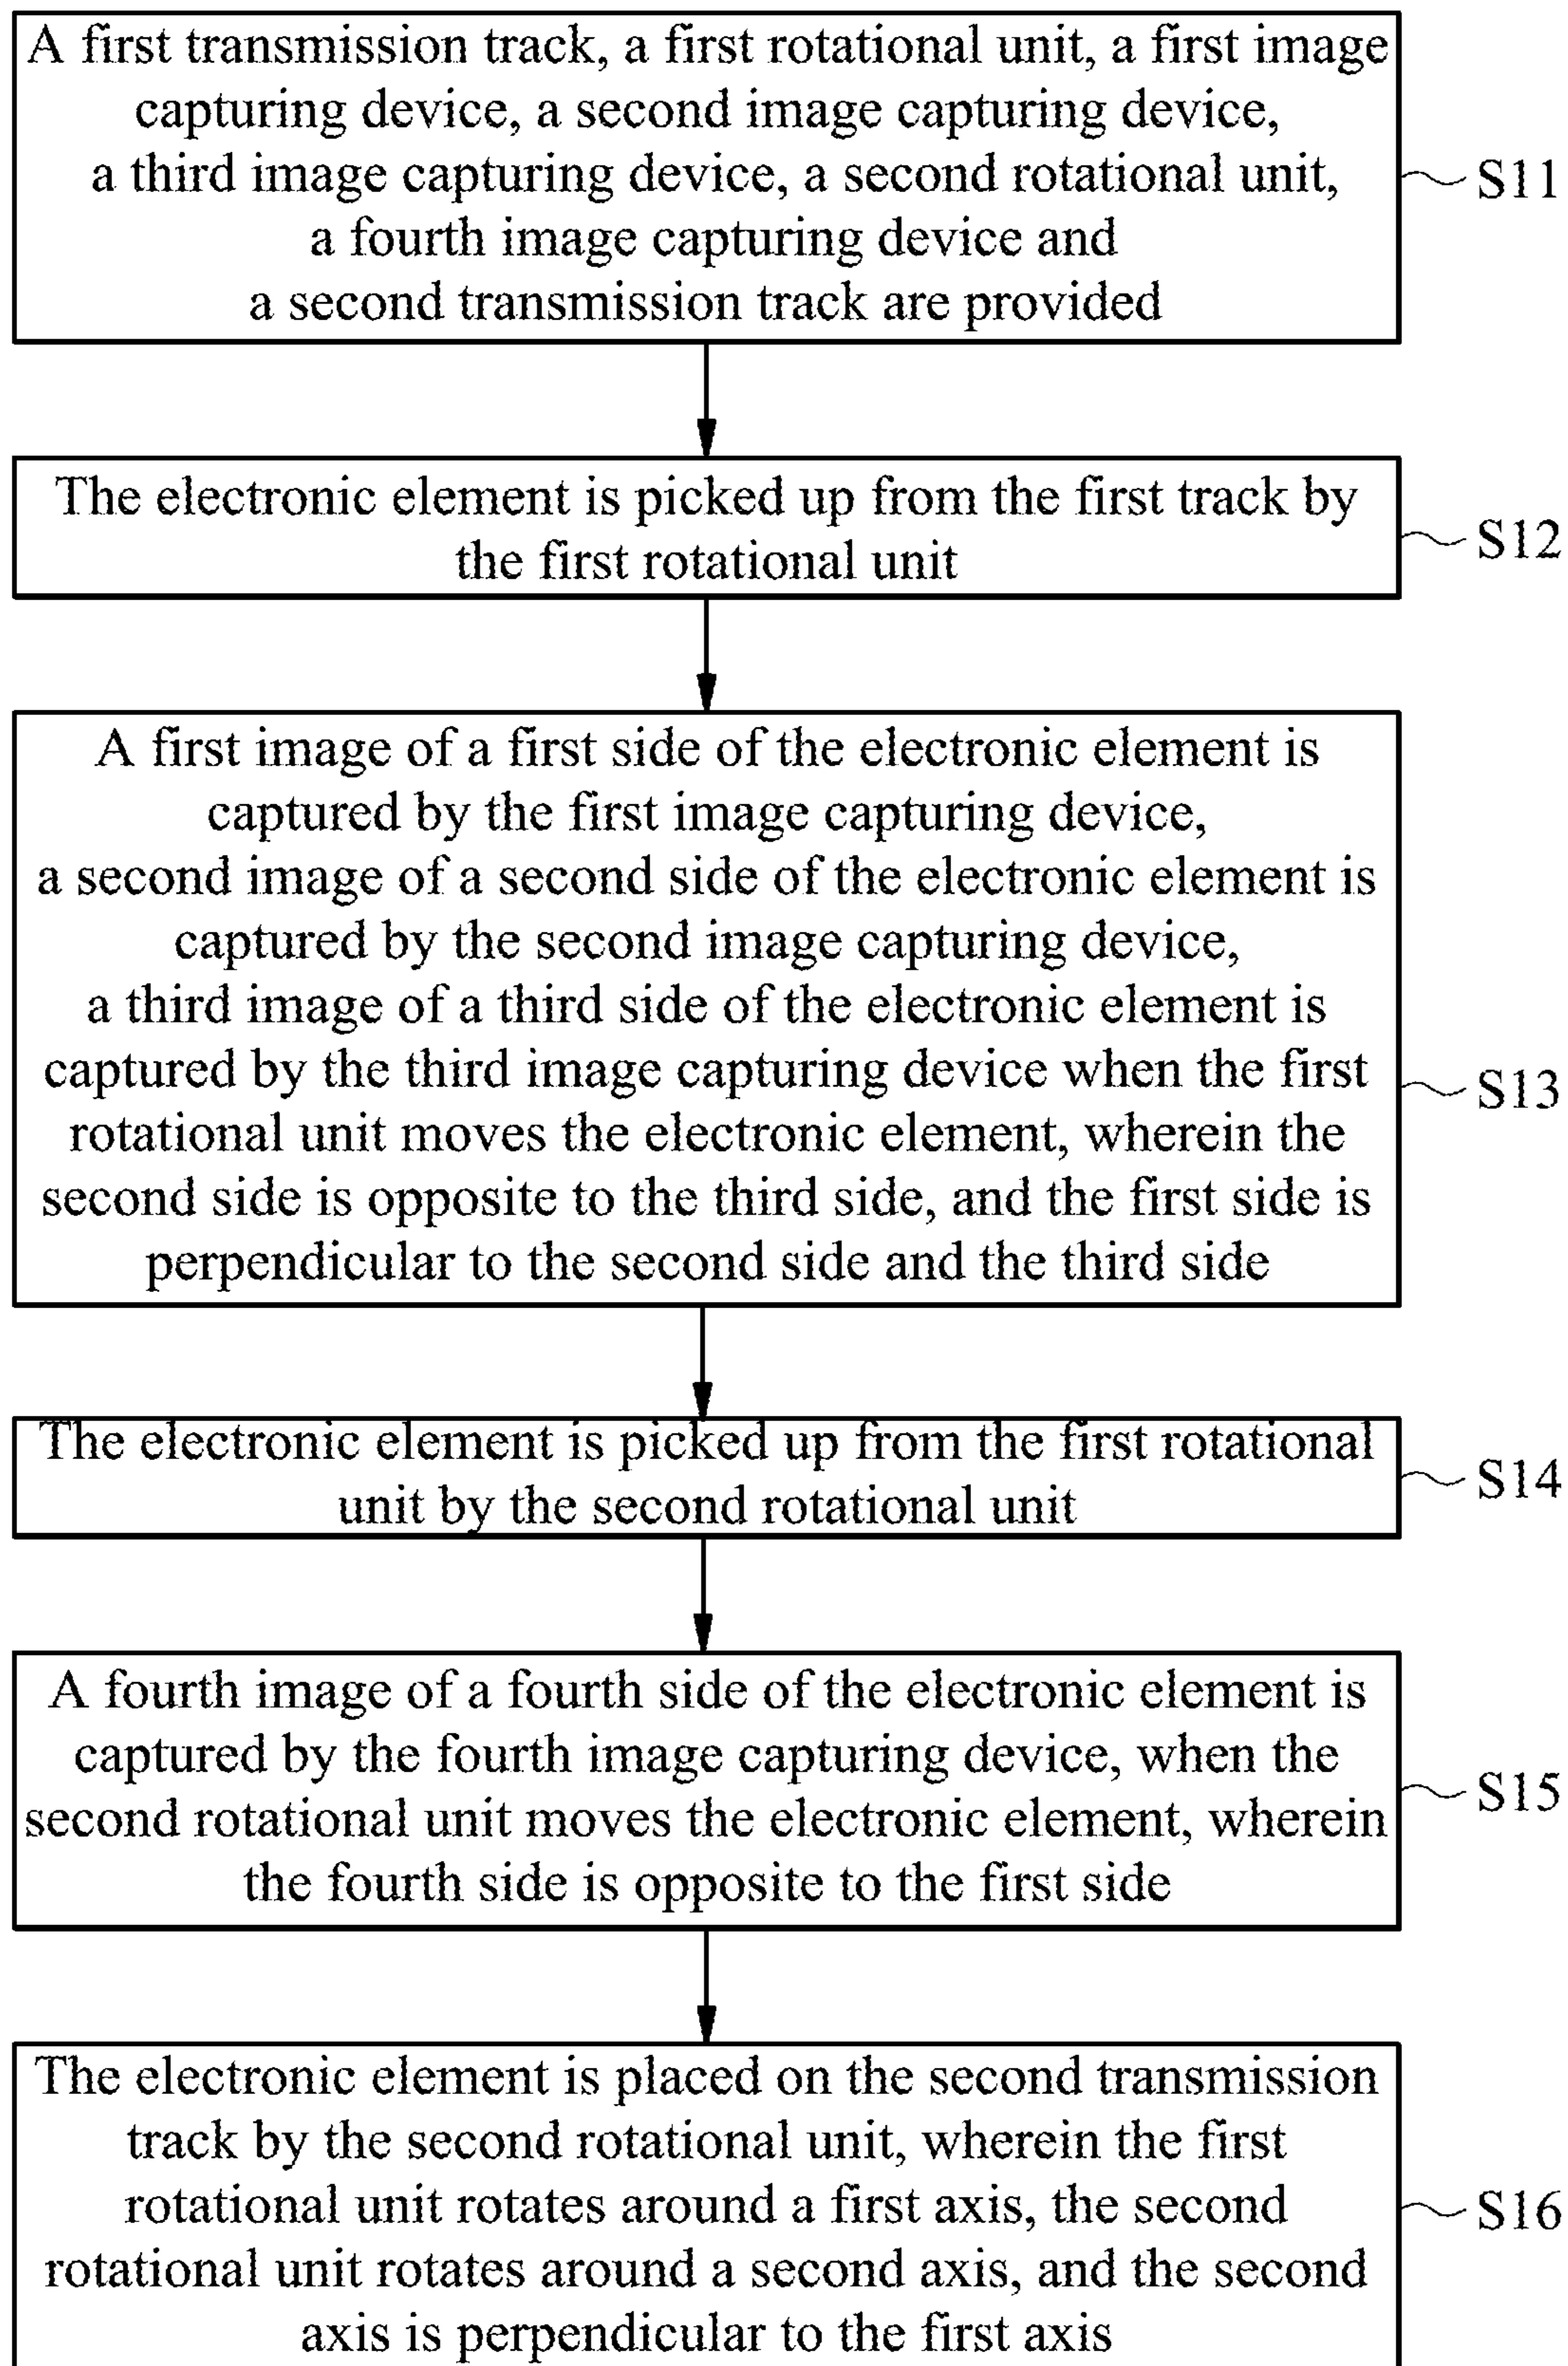 A first transmission track, a first rotational unit, a first image
capturing device, a second image capturing device,
a third image capturing device, a second rotational unit,
a fourth image capturing device and
a second transmission track are provided
S11
The electronic element is picked up from the first track by
the first rotational unit
S12
A first image of a first side of the electronic element is
captured by the first image capturing device,
a second image of a second side of the electronic element is
captured by the second image capturing device,
a third image of a third side of the electronic element is
captured by the third image capturing device when the first
rotational unit moves the electronic element, wherein the
second side is opposite to the third side, and the first side is
perpendicular to the second side and the third side
S13
The electronic element is picked up from the first rotational
unit by the second rotational unit
S14
A fourth image of a fourth side of the electronic element is
captured by the fourth image capturing device, when the
second rotational unit moves the electronic element, wherein
the fourth side is opposite to the first side
S15
The electronic element is placed on the second transmission
track by the second rotational unit, wherein the first
rotational unit rotates around a first axis, the second
rotational unit rotates around a second axis, and the second
axis is perpendicular to the first axis
S16